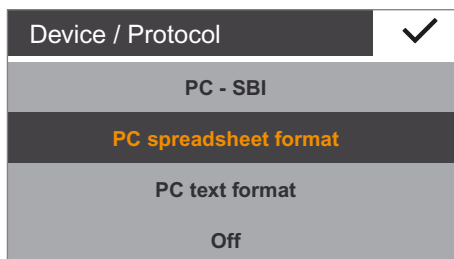 Device / Protocol
PC - SBI
PC spreadsheet format
PC text format
Off